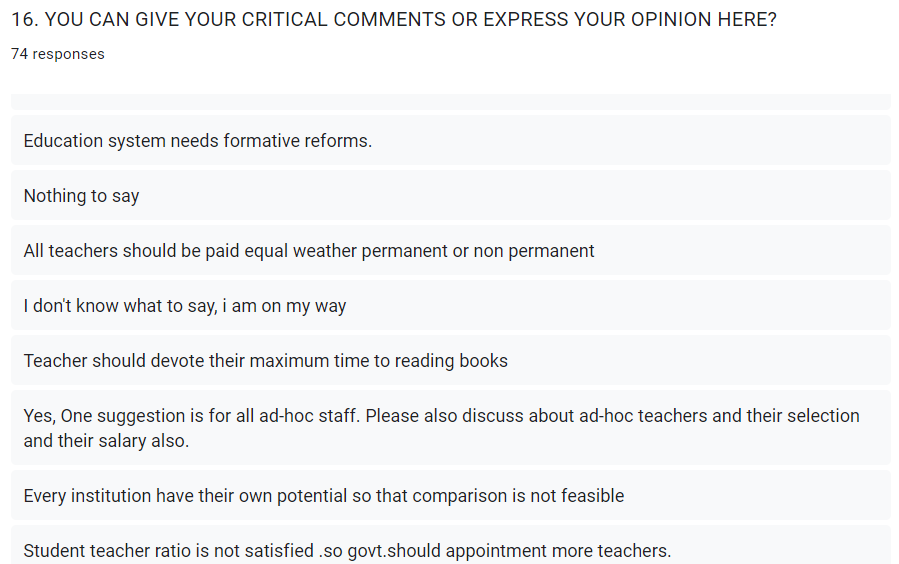 16. YOU CAN GIVE YOUR CRITICAL COMMENTS OR EXPRESS YOUR OPINION HERE?
74 responses
Education system needs formative reforms.
Nothing to say
All teachers should be paid equal weather permanent or non permanent
I don't know what to say, i am on my way
Teacher should devote their maximum time to reading books
Yes, One suggestion is for all ad-hoc staff. Please also discuss about ad-hoc teachers and their selection
and their salary also.
Every institution have their own potential so that comparison is not feasible
Student teacher ratio is not satisfied .so govt.should appointment more teachers.